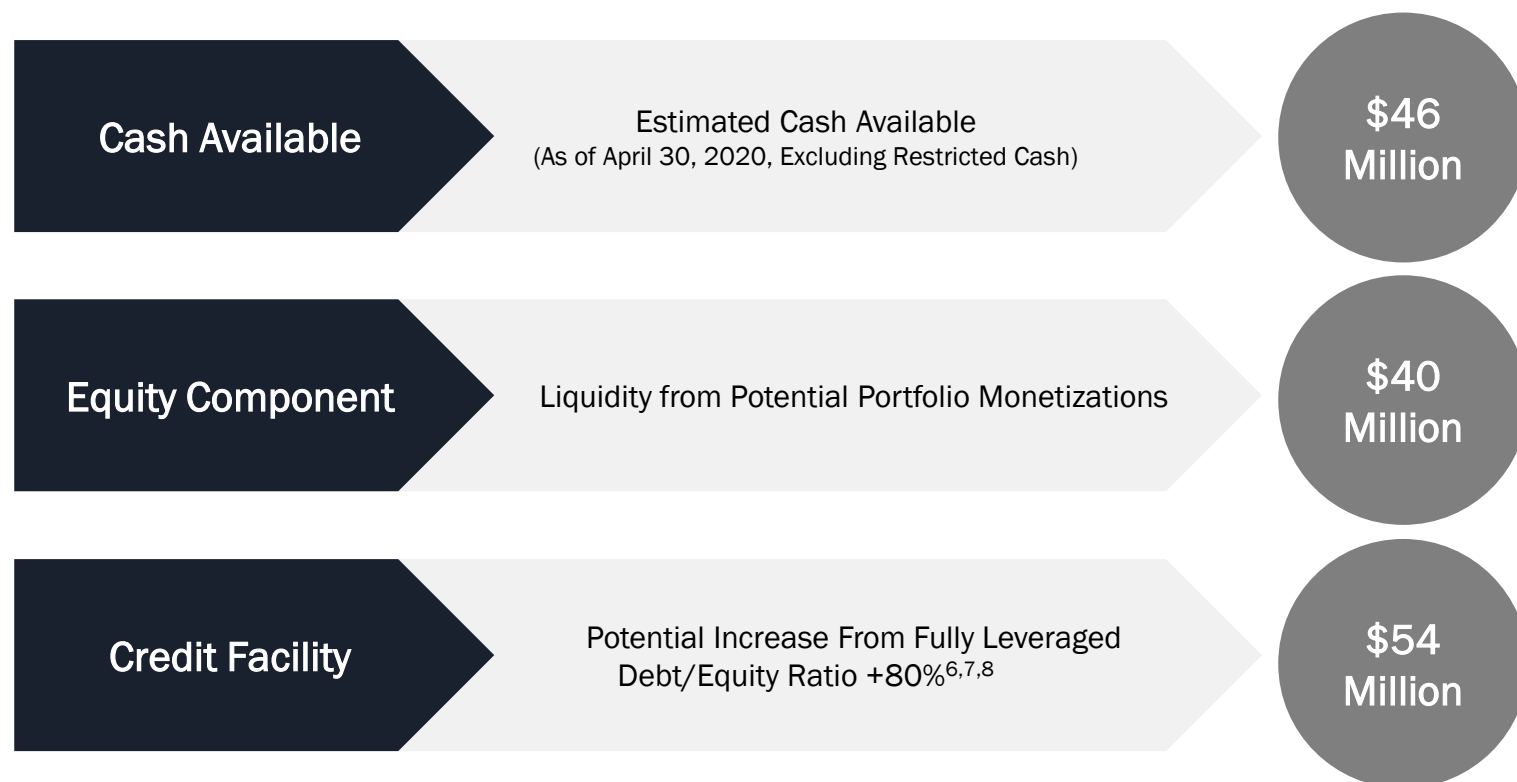 Cash Available
Estimated Cash Available
(As of April 30, 2020, Excluding Restricted Cash)
$46
Million
Equity Component
Liquidity from Potential Portfolio Monetizations
$40
Million
Credit Facility
Potential Increase From Fully Leveraged
Debt/Equity Ratio +80%6,7,8
$54
Million